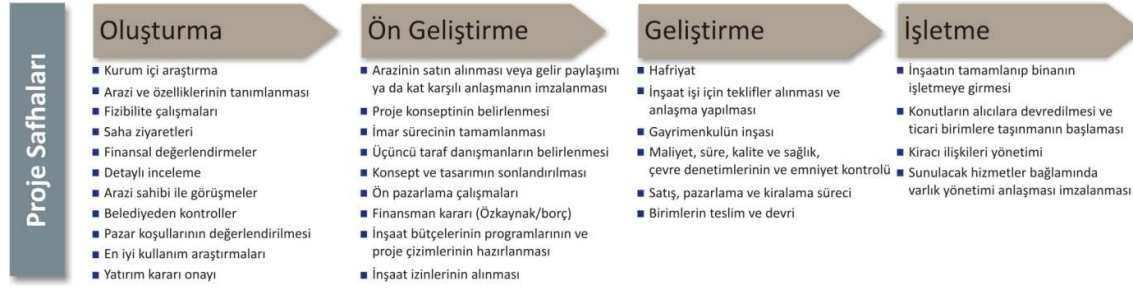 Proje Safhaları
Oluşturma
Kurum içi araştırma
Arazi ve özelliklerinin tanımlanması
Fizibilite çalışmaları
Saha ziyaretleri
Finansal değerlendirmeler
Detaylı inceleme
Arazi sahibi ile görüşmeler
Belediyeden kontroller
Pazar koşullarının değerlendirilmesi
En iyi kullanım araştırmaları
Yatırım kararı onayı
Ön Geliştirme
Arazinin satın alınması veya gelir paylaşımı
ya da kat karşılı anlaşmanın imzalanması
Proje konseptinin belirlenmesi
İmar sürecinin tamamlanması
Üçüncü taraf danışmanların belirlenmesi
Konsept ve tasarımın sonlandırılması
Ön pazarlama çalışmaları
Finansman kararı (Özkaynak/borç)
İnşaat bütçelerinin programlarının ve
proje çizimlerinin hazırlanması
İnşaat izinlerinin alınması
Geliştirme
Hafriyat
İnşaat işi için teklifler alınması ve
anlaşma yapılması
Gayrimenkulün inşası
Maliyet, süre, kalite ve sağlık,
çevre denetimlerinin ve emniyet kontrolü
Satış, pazarlama ve kiralama süreci
Birimlerin teslim ve devri
İşletme
İnşaatın tamamlanıp binanın
işletmeye girmesi
Konutların alıcılara devredilmesi ve
ticari birimlere taşınmanın başlaması
Kiracı ilişkileri yönetimi
Sunulacak hizmetler bağlamında
varlık yönetimi anlaşması imzalanması